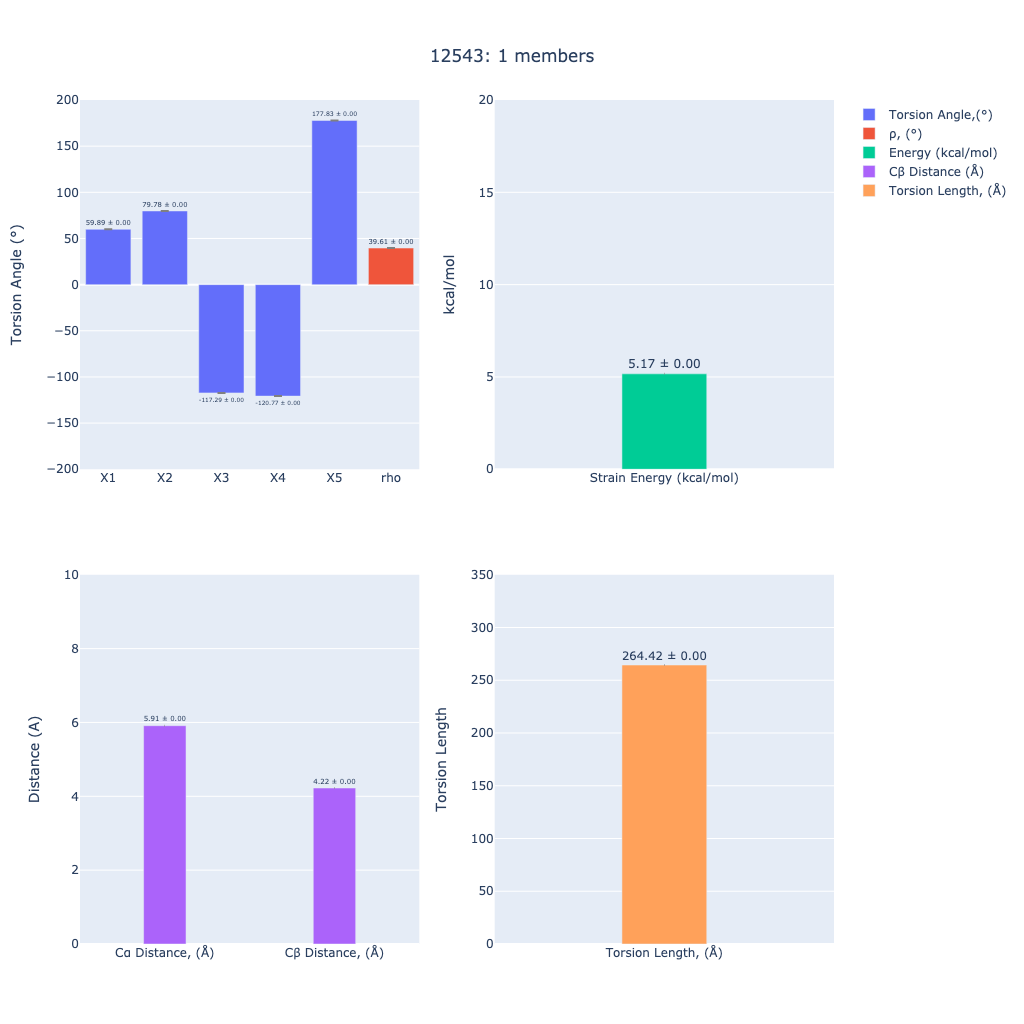 12543: 1 members
Torsion Angle (°)
200
150
100
50
0
−50
−100
−150
−200
59.89 ± 0.00
79.78 ± 0.00
-117.29 ± 0.00
-120.77 ± 0.00
177.83 ± 0.00
39.61 ± 0.00
X1 X2 X3 X4 X5 rho
kcal/mol
20
15
10
5
0
5.17 ± 0.00
Strain Energy (kcal/mol)
Torsion Angle,(°)
ρ, (°)
Energy (kcal/mol)
Cβ Distance (Å)
Torsion Length, (Å)
Distance (A)
10
8
6
4
2
0
5.91 ± 0.00
4.22 ± 0.00
Cα Distance, (Å) Cβ Distance, (Å)
Torsion Length
350
300
250
200
150
100
50
0
264.42 ± 0.00
Torsion Length, (Å)